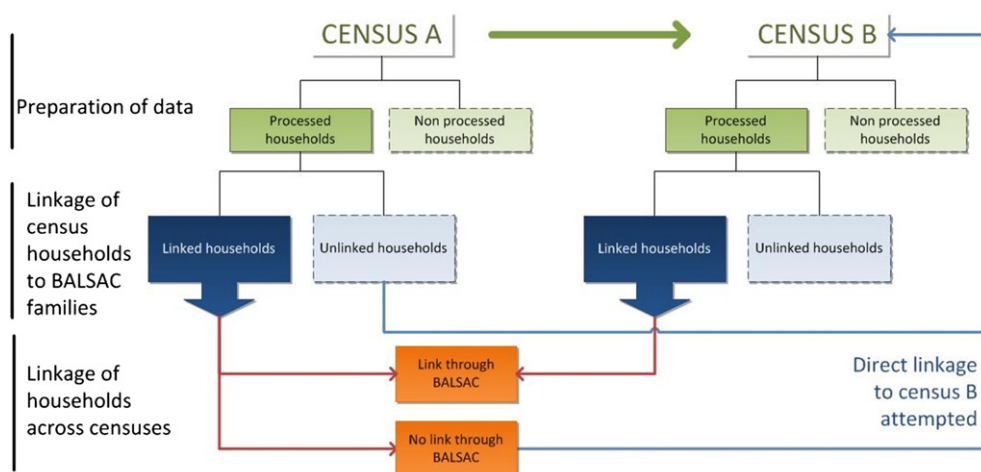 CENSUS A
CENSUS B
Preparation of data
Processed
households
Non processed
households
Processed
households
Non processed
households
Linkage of
census
households
to BALSAC
families
Linked households
Unlinked households
Linked households
Unlinked households
Linkage of
households
across censuses
Link through
BALSAC
No link through
BALSAC
Direct linkage
to census B
attempted